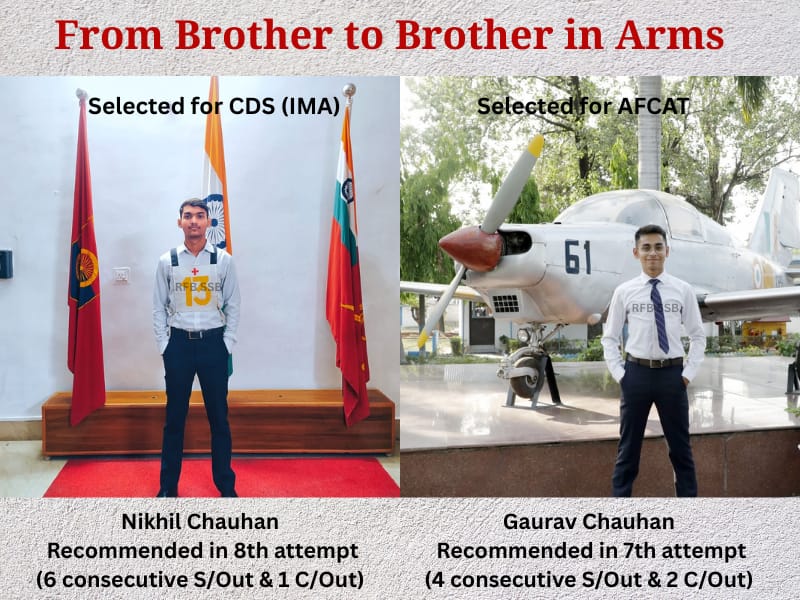 From Brother to Brother in Arms
Selected for CDS (IMA)
Selected for AFCAT
61
RFB SSB
13
RFB SSB
Nikhil Chauhan
Recommended in 8th attempt
(6 consecutive S/Out & 1 C/Out)
Gaurav Chauhan
Recommended in 7th attempt
(4 consecutive S/Out & 2 C/Out)